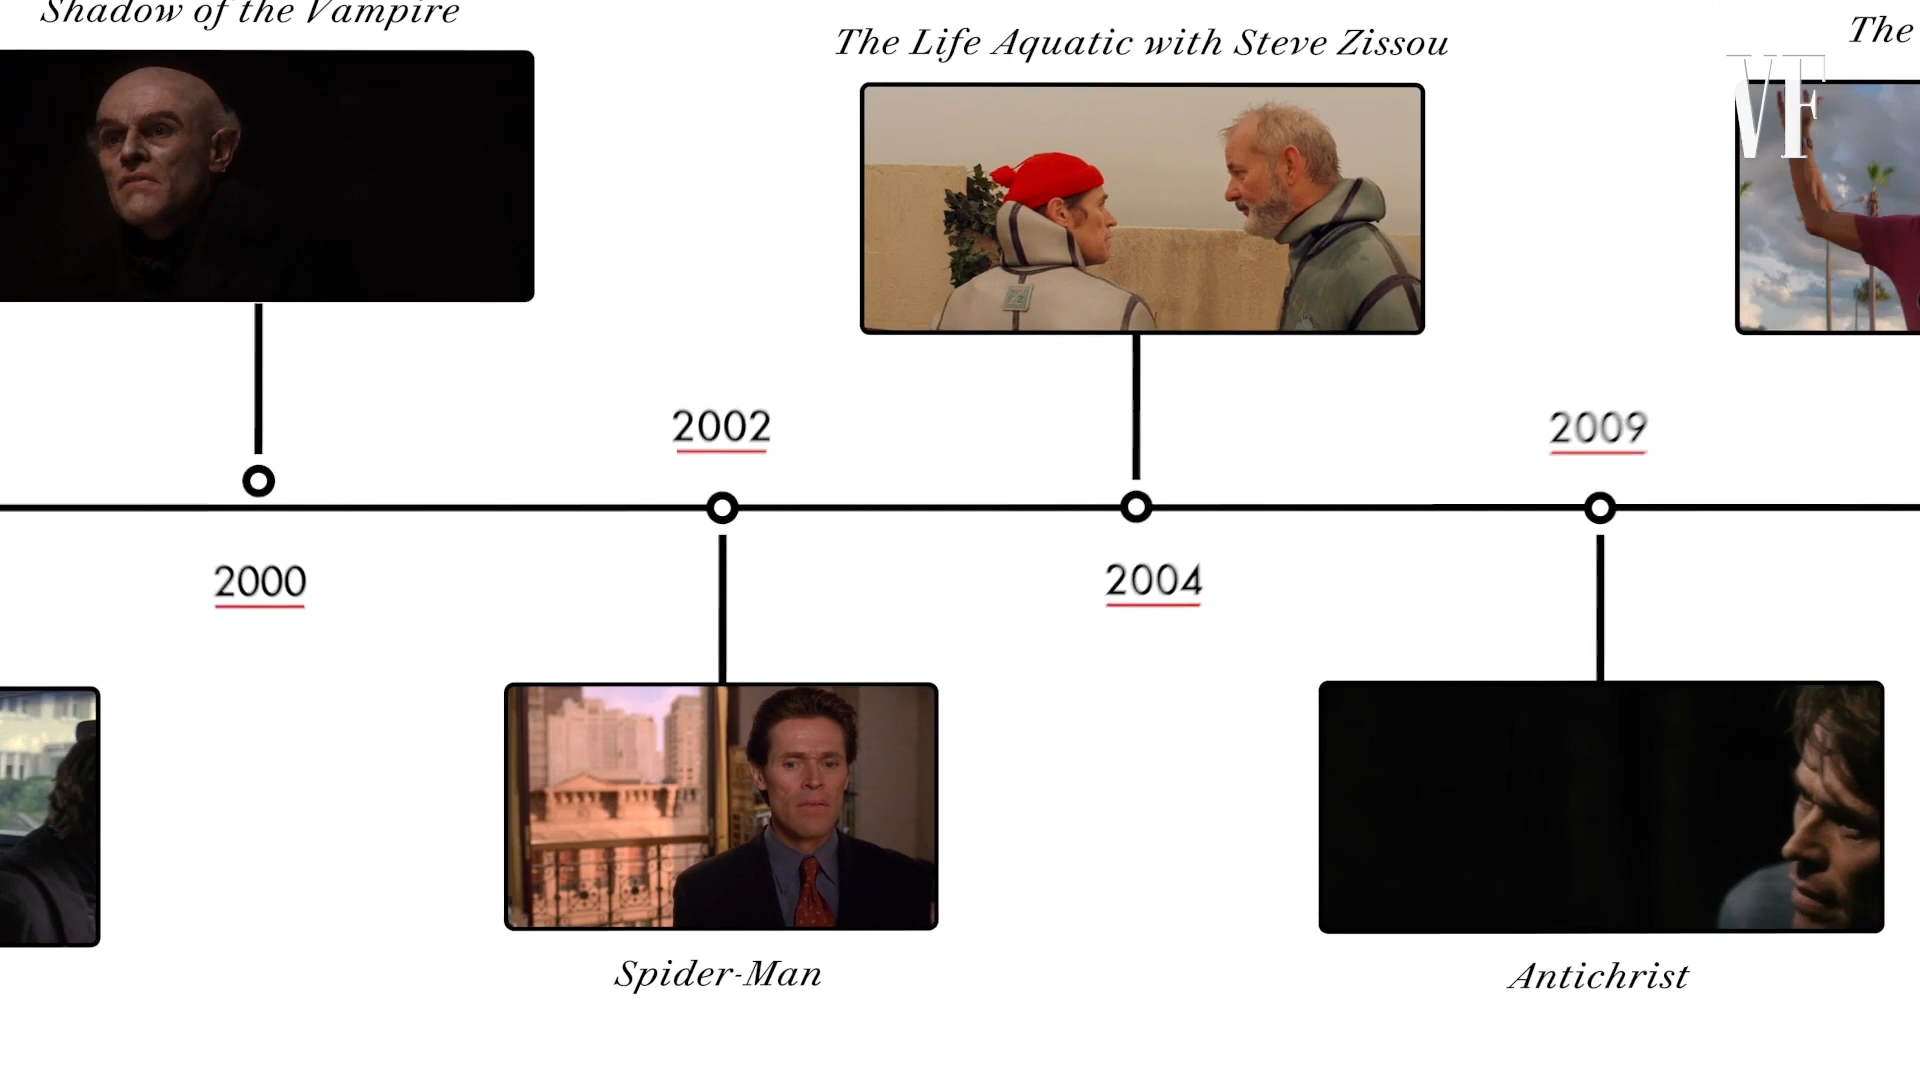 Shadow of the Vampire
The Life Aquatic with Steve Zissou
The
VF
2002
2009
2000
2004
Spider-Man
Antichrist